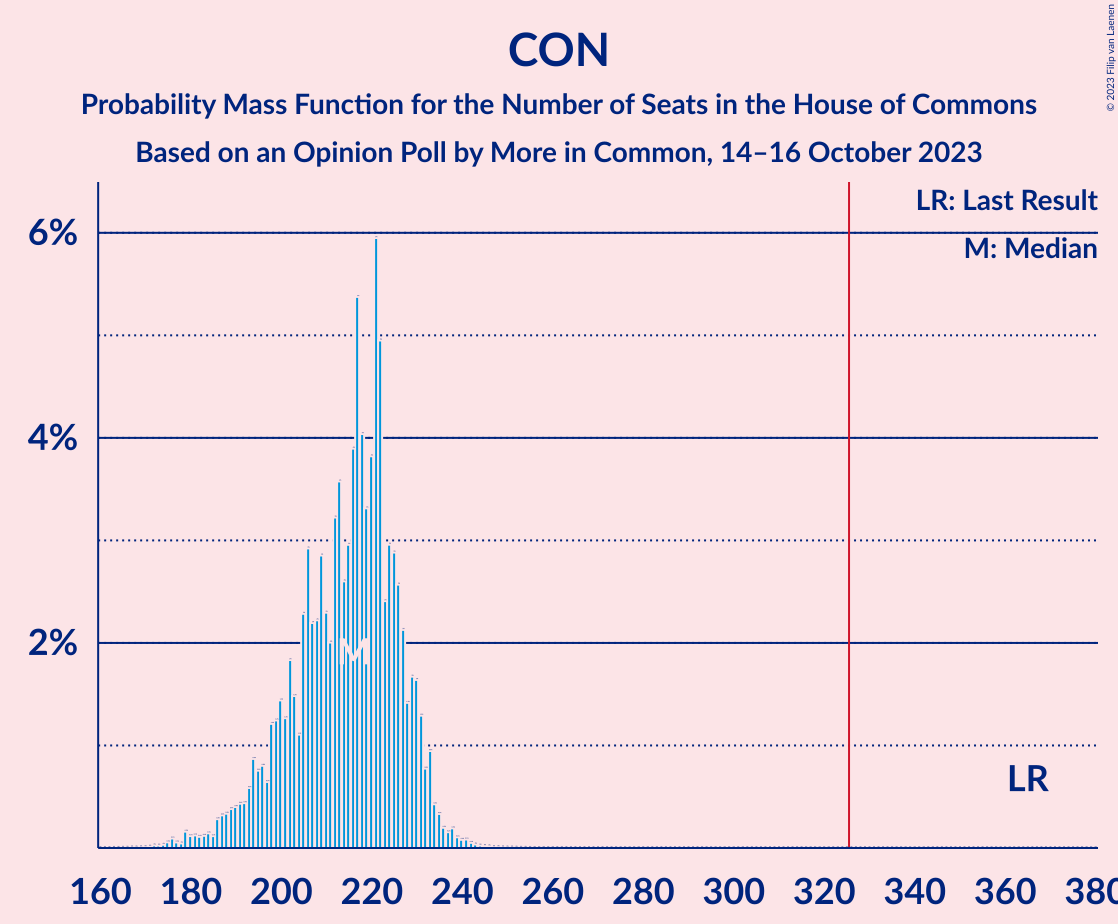 CON
Probability Mass Function for the Number of Seats in the House of Commons
Based on an Opinion Poll by More in Common, 14–16 October 2023
© 2023 Filip van Laenen
LR: Last Result
M: Median
6%
4%
2%
M
LR
160 180 200 220 240 260 280 300 320 340 360 380